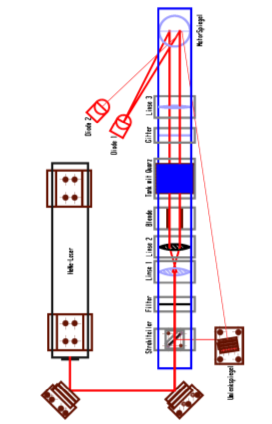 MotorSpiegel
Linse 3
Diode 2
Diode 1
Gitter
Tank mit Quarz
Blende
HeNe-Laser
Linse 2
Linse 1
Filter
Strahlteiler
Umlenkspiegel